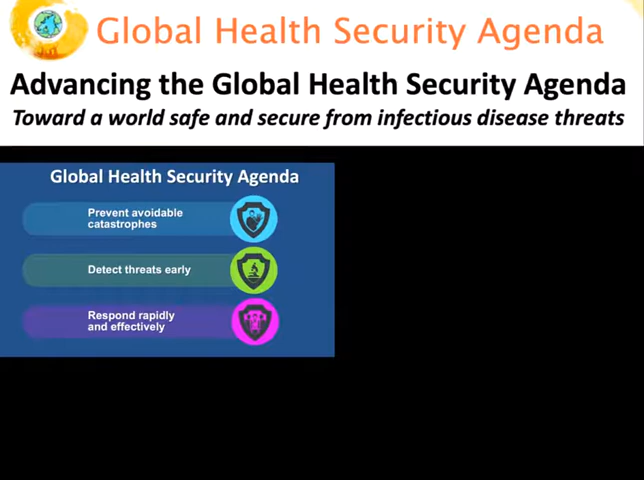 Global Health Security Agenda
Advancing the Global Health Security Agenda
Toward a world safe and secure from infectious disease threats
Global Health Security Agenda
Prevent avoidable
catastrophes
Detect threats early
Respond rapidly
and effectively